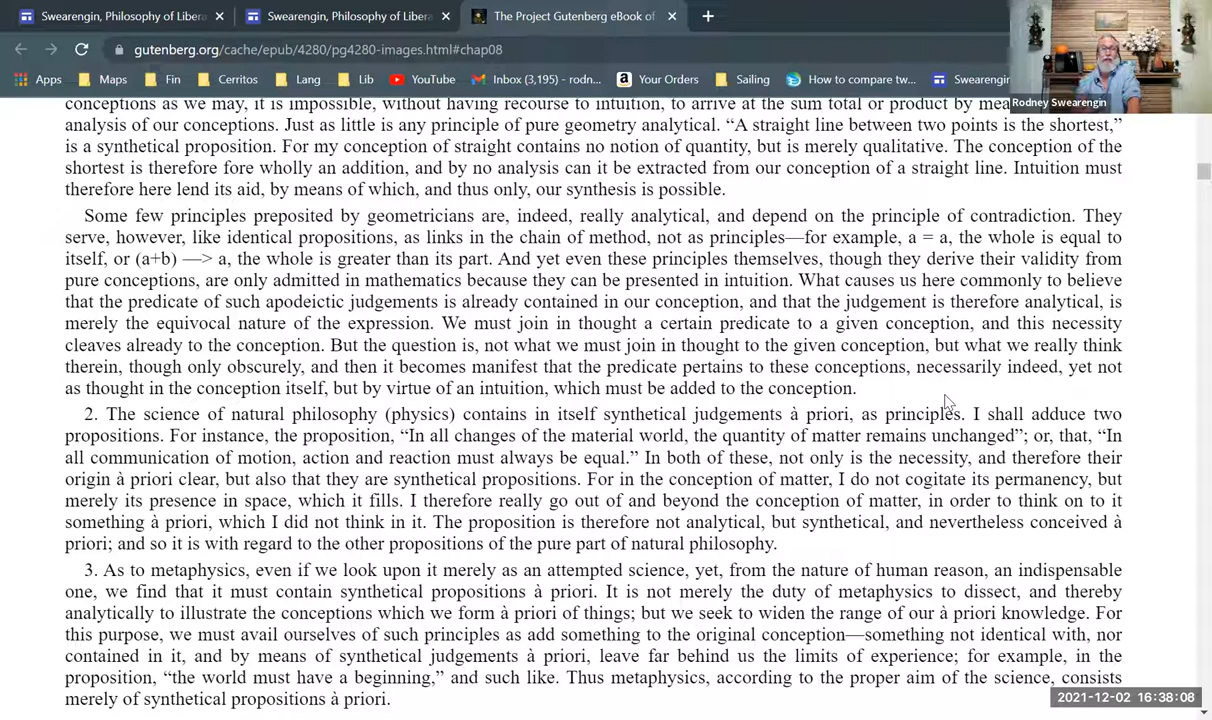 Swearengin, Philosophy of Libera
Swearengin, Philosophy of Libera
The Project Gutenberg eBook of
gutenberg.org/cache/epub/4280/pg4280-images.html#chap08
Apps
Maps
Fin
Cerritos
Lang
Lib
YouTube
Inbox (3,195) - rodn...
Your Orders
Sailing
How to compare tw...
Swearengin
Rodney Swearengin
conceptions as we may, it is impossible, without having recourse to intuition, to arrive at the sum total or product by
analysis of our conceptions. Just as little is any principle of pure geometry analytical. “A straight line between two points is the shortest,”
is a synthetical proposition. For my conception of straight contains no notion of quantity, but is merely qualitative. The conception of the
shortest is therefore fore wholly an addition, and by no analysis can it be extracted from our conception of a straight line. Intuition must
therefore here lend its aid, by means of which, and thus only, our synthesis is possible.
Some few principles preposited by geometricians are, indeed, really analytical, and depend on the principle of contradiction. They
serve, however, like identical propositions, as links in the chain of method, not as principles—for example, a = a, the whole is equal to
itself, or (a+b) —> a, the whole is greater than its part. And yet even these principles themselves, though they derive their validity from
pure conceptions, are only admitted in mathematics because they can be presented in intuition. What causes us here commonly to believe
that the predicate of such apodeictic judgements is already contained in our conception, and that the judgement is therefore analytical, is
merely the equivocal nature of the expression. We must join in thought a certain predicate to a given conception, and this necessity
cleaves already to the conception. But the question is, not what we must join in thought to the given conception, but what we really think
therein, though only obscurely, and then it becomes manifest that the predicate pertains to these conceptions, necessarily indeed, yet not
as thought in the conception itself, but by virtue of an intuition, which must be added to the conception.
2. The science of natural philosophy (physics) contains in itself synthetical judgements à priori, as principles. I shall adduce two
propositions. For instance, the proposition, “In all changes of the material world, the quantity of matter remains unchanged”; or, that, “In
all communication of motion, action and reaction must always be equal.” In both of these, not only is the necessity, and therefore their
origin à priori clear, but also that they are synthetical propositions. For in the conception of matter, I do not cogitate its permanency, but
merely its presence in space, which it fills. I therefore really go out of and beyond the conception of matter, in order to think on to it
something à priori, which I did not think in it. The proposition is therefore not analytical, but synthetical, and nevertheless conceived à
priori; and so it is with regard to the other propositions of the pure part of natural philosophy.
3. As to metaphysics, even if we look upon it merely as an attempted science, yet, from the nature of human reason, an indispensable
one, we find that it must contain synthetical propositions à priori. It is not merely the duty of metaphysics to dissect, and thereby
analytically to illustrate the conceptions which we form à priori of things; but we seek to widen the range of our à priori knowledge. For
this purpose, we must avail ourselves of such principles as add something to the original conception—something not identical with, nor
contained in it, and by means of synthetical judgements à priori, leave far behind us the limits of experience; for example, in the
proposition, “the world must have a beginning,” and such like. Thus metaphysics, according to the proper aim of the science, consists
merely of synthetical propositions à priori.
2021-12-02 16:38:08